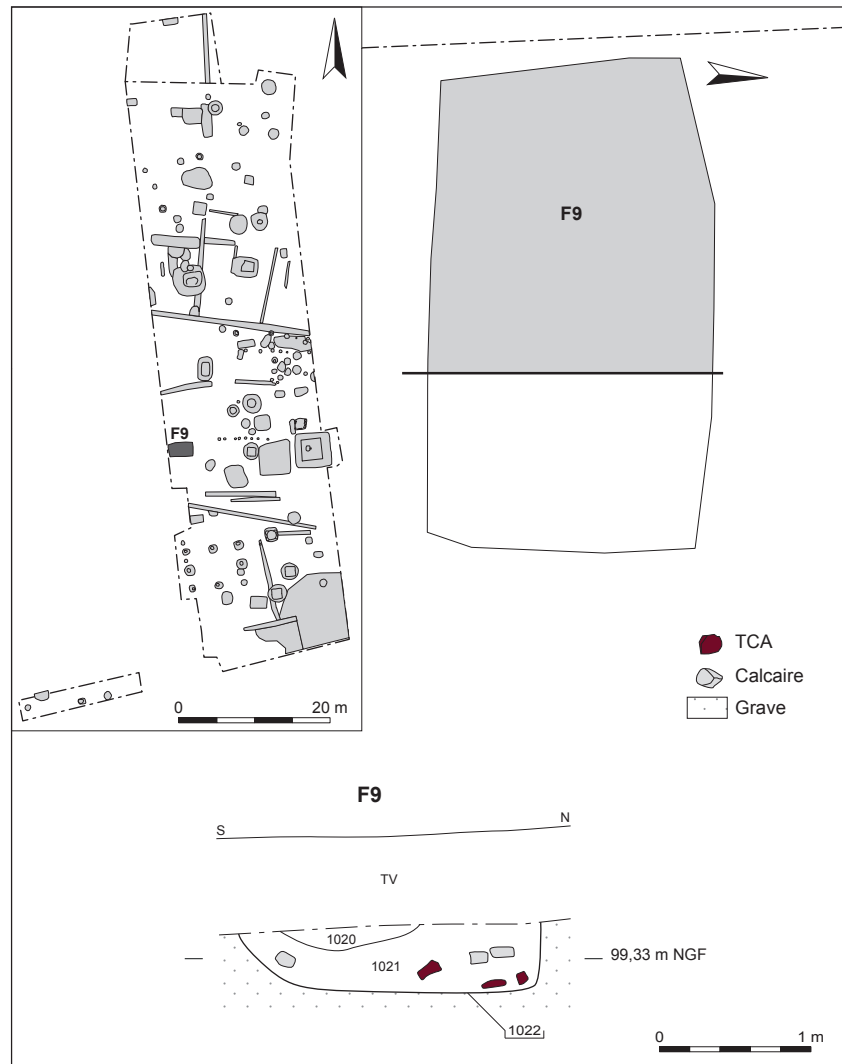 F9
0 20 m
F9
TCA
Calcaire
Grave
F9
S N
TV
1020
1021
99,33 m NGF
1022
0 1 m